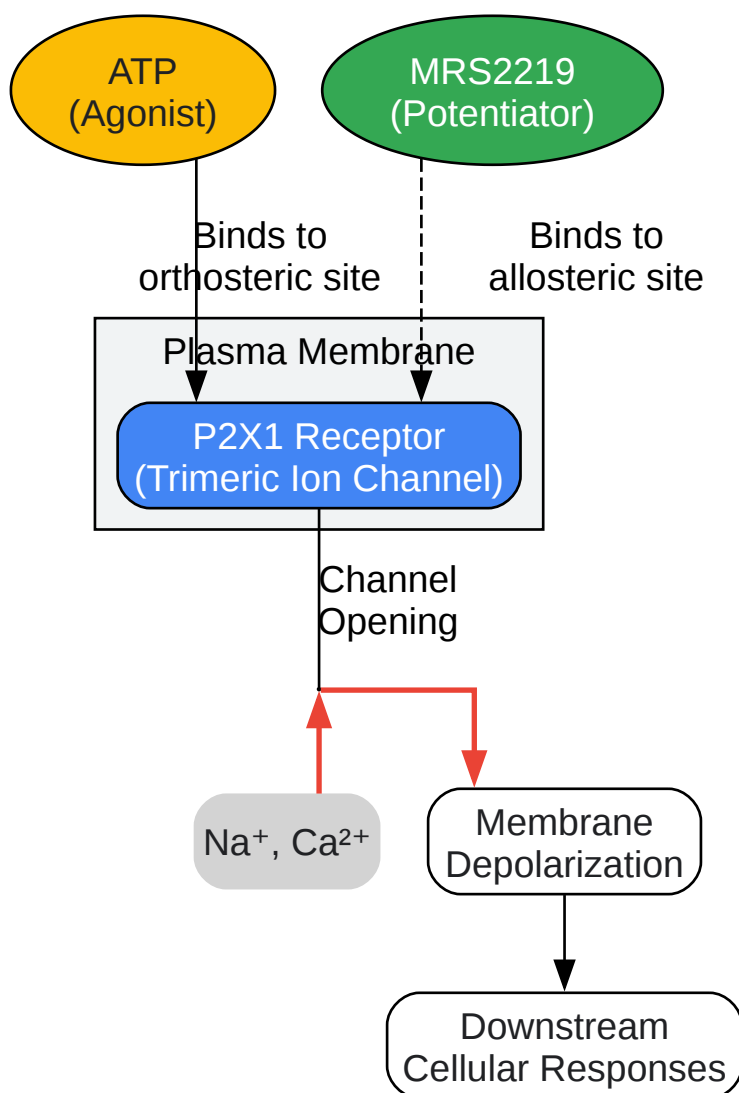 ATP
(Agonist)
MRS2219
(Potentiator)
Binds to
orthosteric site
Binds to
allosteric site
Plasma Membrane
P2X1 Receptor
(Trimeric Ion Channel)
Channel
Opening
Na⁺, Ca²⁺
Membrane
Depolarization
Downstream
Cellular Responses